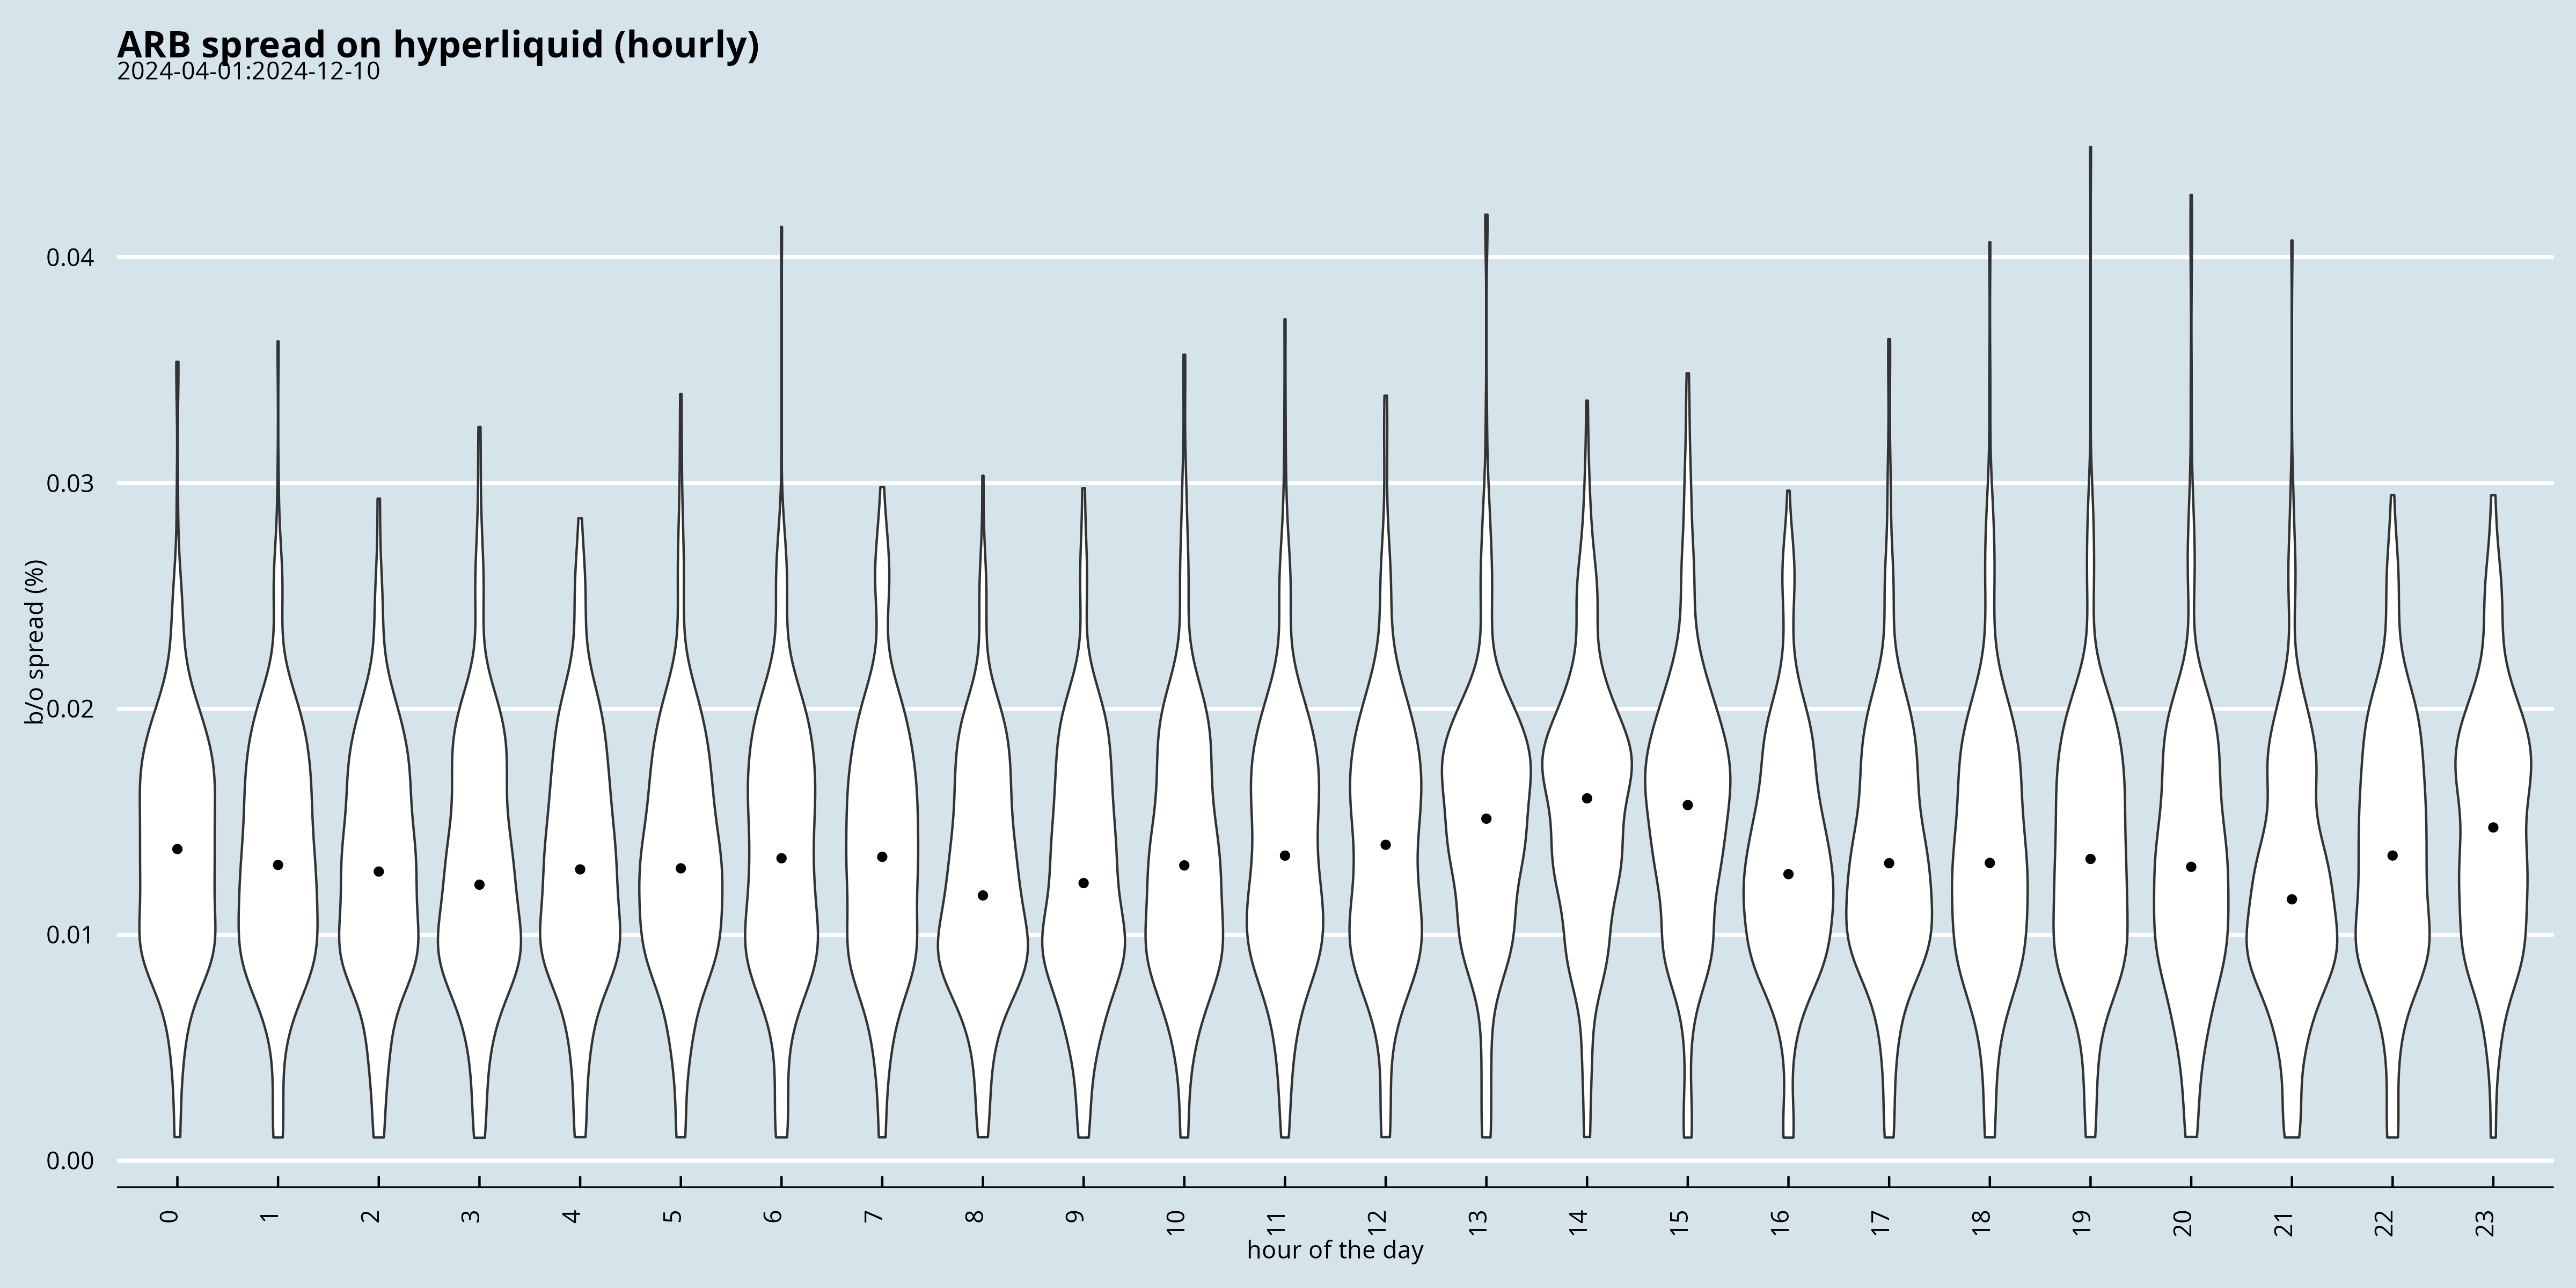 ARB spread on hyperliquid (hourly)
2024-04-01:2024-12-10
b/o spread (%)
0.04
0.03
0.02
0.01
0.00
0 1 2 3 4 5 6 7 8 9 10 11 12 13 14 15 16 17 18 19 20 21 22 23
hour of the day